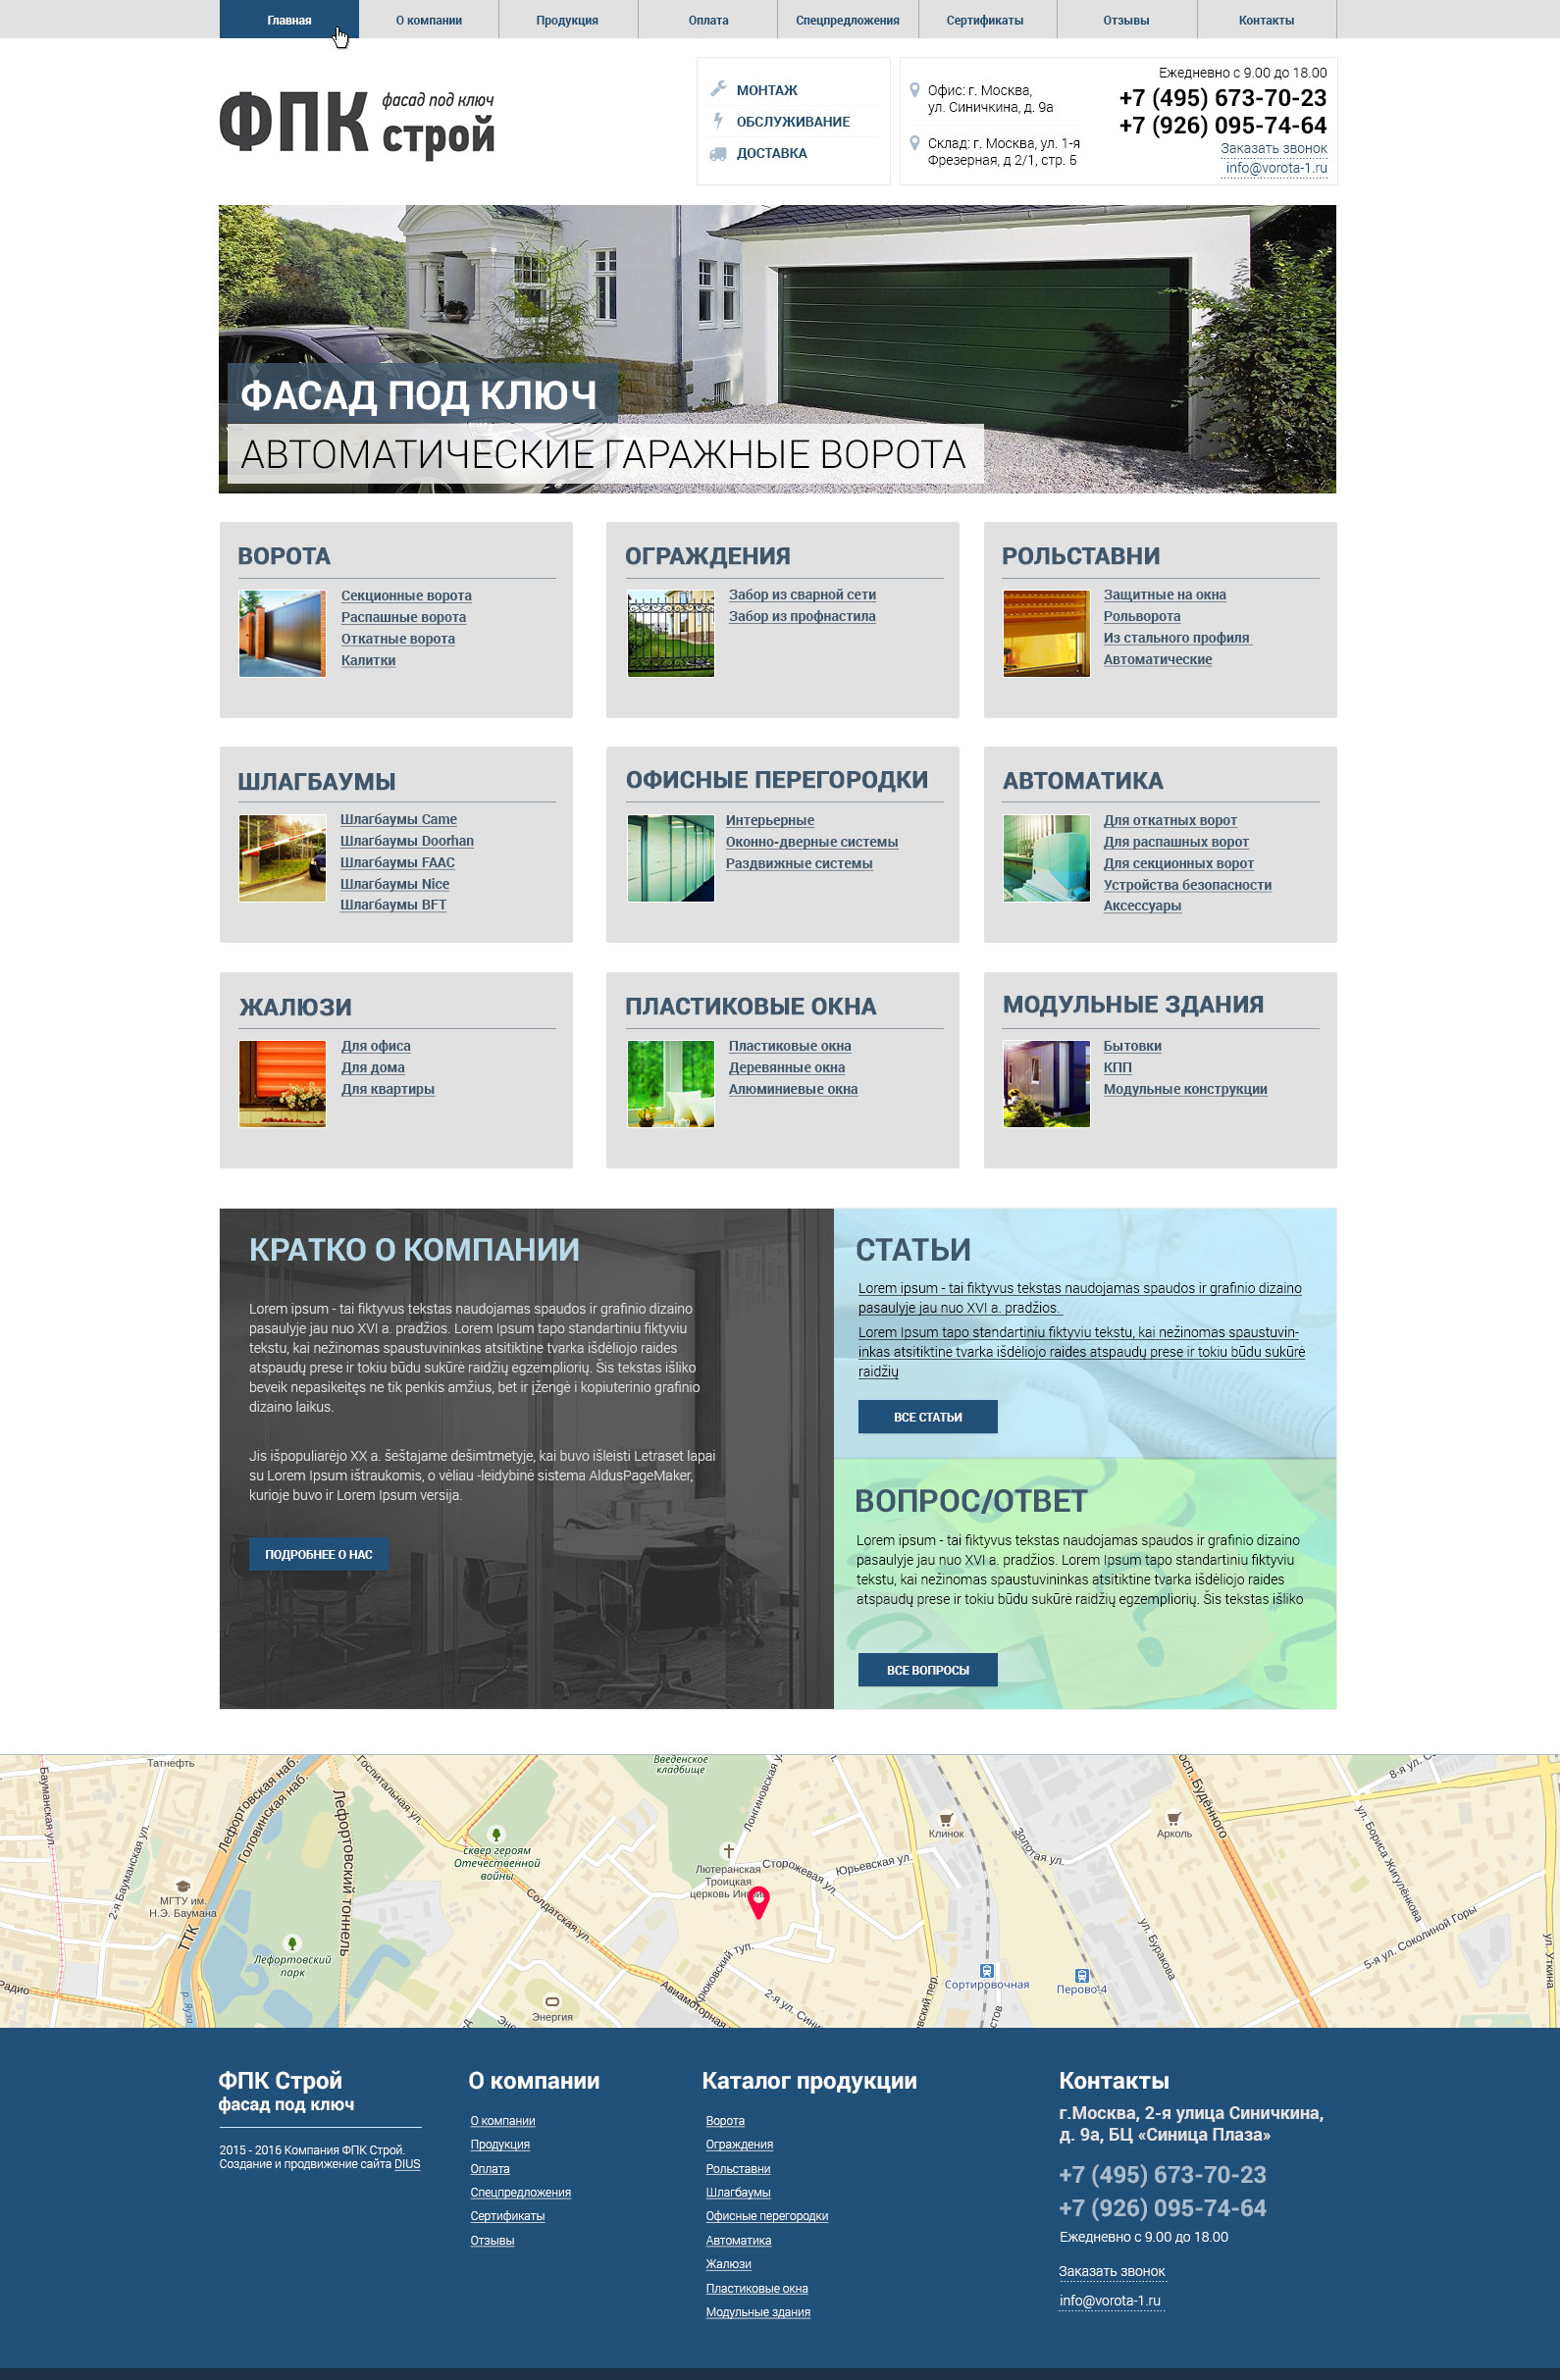 Главная
О компании
Продукция
Оплата
Спецпредложения
Сертификаты
Отзывы
Контакты
ФПК фасад под ключ
строй
МОНТАЖ
ОБСЛУЖИВАНИЕ
ДОСТАВКА
Офис: г. Москва,
ул. Синичкина, д. 9а
Склад: г. Москва, ул. 1-я
Фрезерная, д 2/1, стр. 5
Ежедневно с 9.00 до 18.00
+7 (495) 673-70-23
+7 (926) 095-74-64
Заказать звонок
info@vorota-1.ru
ФАСАД ПОД КЛЮЧ
АВТОМАТИЧЕСКИЕ ГАРАЖНЫЕ ВОРОТА
ВОРОТА
Секционные ворота
Распашные ворота
Откатные ворота
Калитки
ОГРАЖДЕНИЯ
Забор из сварной сети
Забор из профнастила
РОЛЬСТАВНИ
Защитные на окна
Рольворота
Из стального профиля
Автоматические
ШЛАГБАУМЫ
Шлагбаумы Came
Шлагбаумы Doorhan
Шлагбаумы FAAC
Шлагбаумы Nice
Шлагбаумы BFT
ОФИСНЫЕ ПЕРЕГОРОДКИ
Интерьерные
Оконно-дверные системы
Раздвижные системы
АВТОМАТИКА
Для откатных ворот
Для распашных ворот
Для секционных ворот
Устройства безопасности
Аксессуары
ЖАЛЮЗИ
Для офиса
Для дома
Для квартиры
ПЛАСТИКОВЫЕ ОКНА
Пластиковые окна
Деревянные окна
Алюминиевые окна
МОДУЛЬНЫЕ ЗДАНИЯ
Бытовки
КПП
Модульные конструкции
КРАТКО О КОМПАНИИ
Lorem ipsum - tai fiktyvus tekstas naudojamas spaudos ir grafinio dizaino
pasaulyje jau nuo XVI a. pradžios. Lorem Ipsum tapo standartiniu fiktyviu
tekstu, kai nežinomas spaustuvininkas atsitiktine tvarka išdėliojo raides
atspaudų prese ir tokiu būdu sukūrė raidžių egzempliorių. Šis tekstas išliko
beveik nepasikeitęs ne tik penkis amžius, bet ir įžengė i kopiuterinio grafinio
dizaino laikus.
Jis išpopuliarėjo XX a. šeštajame dešimtmetyje, kai buvo išleisti Letraset lapai
su Lorem Ipsum ištraukomis, o vėliau -leidybinė sistema AldusPageMaker,
kurioje buvo ir Lorem Ipsum versija.
ПОДРОБНЕЕ О НАС
СТАТЬИ
Lorem ipsum - tai fiktyvus tekstas naudojamas spaudos ir grafinio dizaino
pasaulyje jau nuo XVI a. pradžios.
Lorem Ipsum tapo standartiniu fiktyviu tekstu, kai nežinomas spaustuvin-
inkas atsitiktine tvarka išdėliojo raides atspaudų prese ir tokiu būdu sukūrė
raidžių
ВСЕ СТАТЬИ
ВОПРОС/ОТВЕТ
Lorem ipsum - tai fiktyvus tekstas naudojamas spaudos ir grafinio dizaino
pasaulyje jau nuo XVI a. pradžios. Lorem Ipsum tapo standartiniu fiktyviu
tekstu, kai nežinomas spaustuvininkas atsitiktine tvarka išdėliojo raides
atspaudų prese ir tokiu būdu sukūrė raidžių egzempliorių. Šis tekstas išliko
ВСЕ ВОПРОСЫ
Татнефть
Бауманская ул.
2-я Бауманская ул.
МГТУ им.
Н.Э. Баумана
ТТК
Радио
р. Яуза
Лефортовская наб.
Головинская наб.
Лефортовский тоннель
Лефортовский
парк
Госпитальная ул.
сквер героям
Отечественной
войны
Солдатская ул.
Энергия
Введенское
кладбище
Лонгиновская у
Лютеранская
Троицкая
церковь
Сторожевая ул.
Юрьевская ул.
рюковский туп.
Авиамоторная
2-я ул. Сини
Клинок
Золотая ул.
Сортировочная
Перово-4
ул. Буракова
Арколь
осп. Будённого
8-я ул.
ул. Бориса Жигулёнкова
5-я ул. Соколиной Горы
ул. Уткина
ФПК Строй
фасад под ключ
2015 - 2016 Компания ФПК Строй.
Создание и продвижение сайта DIUS
О компании
О компании
Продукция
Оплата
Спецпредложения
Сертификаты
Отзывы
Каталог продукции
Ворота
Ограждения
Рольставни
Шлагбаумы
Офисные перегородки
Автоматика
Жалюзи
Пластиковые окна
Модульные здания
Контакты
г.Москва, 2-я улица Синичкина,
д. 9а, БЦ «Синица Плаза»
+7 (495) 673-70-23
+7 (926) 095-74-64
Ежедневно с 9.00 до 18.00
Заказать звонок
info@vorota-1.ru